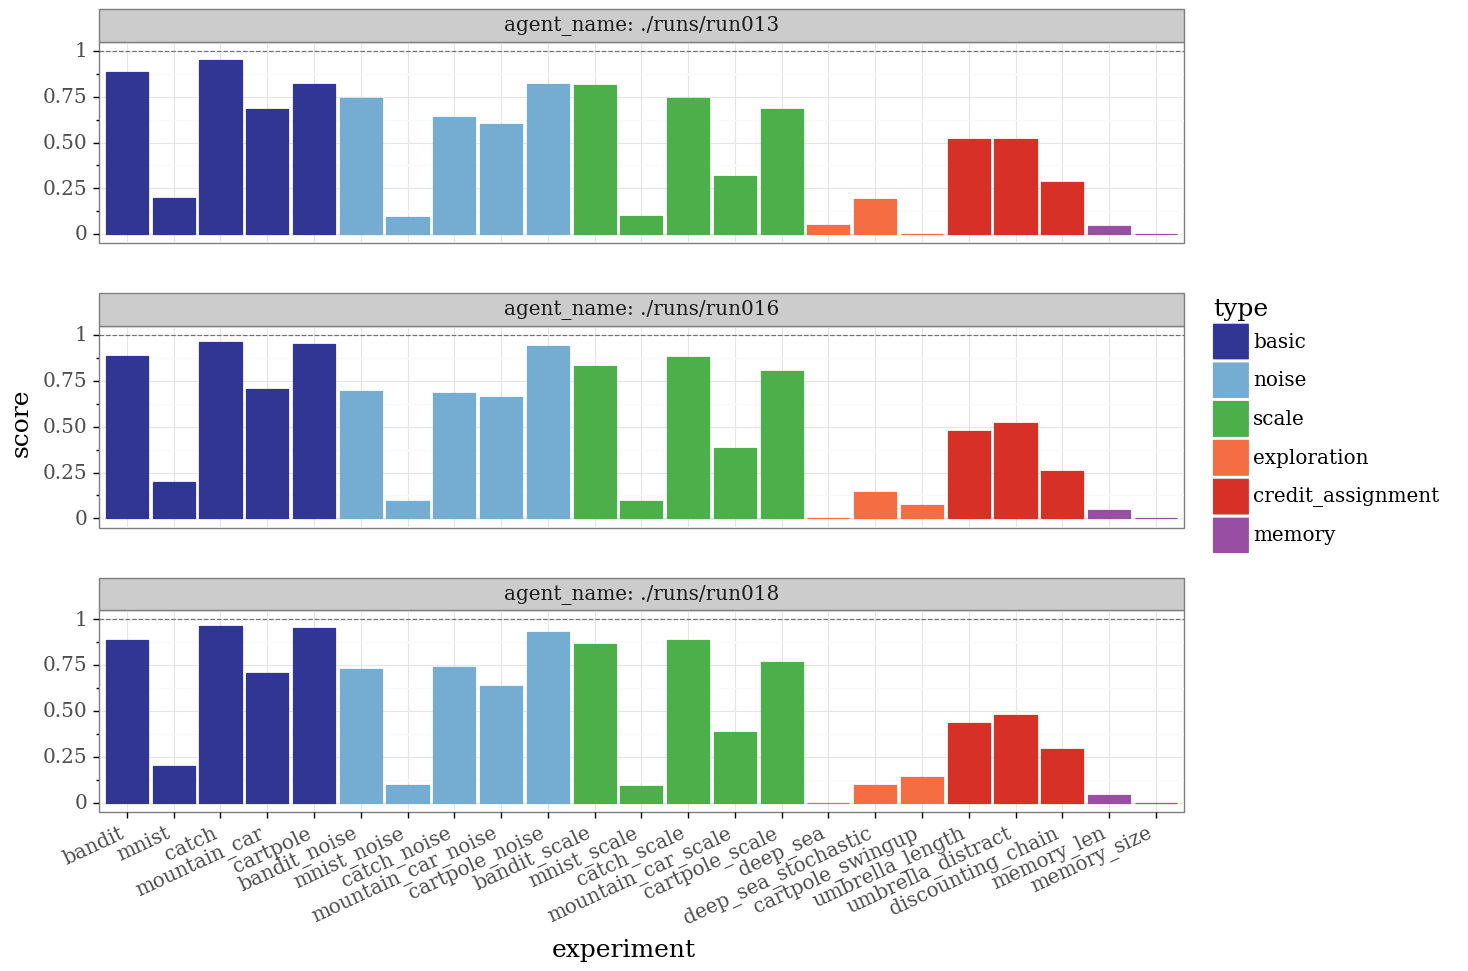 agent_name: ./runs/run013
1
0.75
0.50
0.25
0
agent_name: ./runs/run016
1
0.75
0.50
0.25
0
agent_name: ./runs/run018
1
0.75
0.50
0.25
0
score
bandit
mnist
catch
mountain_car
cartpole
bandit_noise
mnist_noise
catch_noise
mountain_car_noise
cartpole_noise
bandit_scale
mnist_scale
catch_scale
mountain_car_scale
cartpole_scale
deep_sea
deep_sea_stochastic
cartpole_swingup
umbrella_length
umbrella_distract
discounting_chain
memory_len
memory_size
experiment
type
basic
noise
scale
exploration
credit_assignment
memory